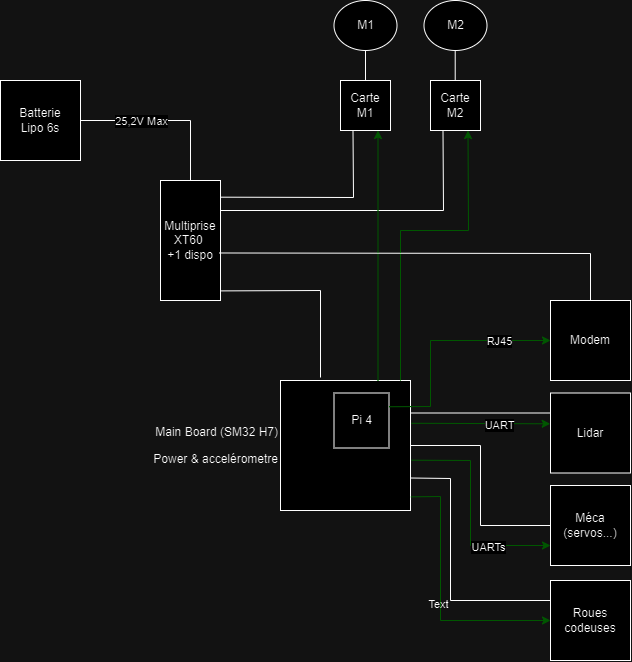 M1
M2
Carte
M1
Carte
M2
Batterie
Lipo 6s
25,2V Max
Multiprise
XT60
+1 dispo
RJ45
Modem
Pi 4
Main Board (SM32 H7)
Power & accelérometre
UART
Lidar
UARTs
Méca
(servos...)
Text
Roues
codeuses